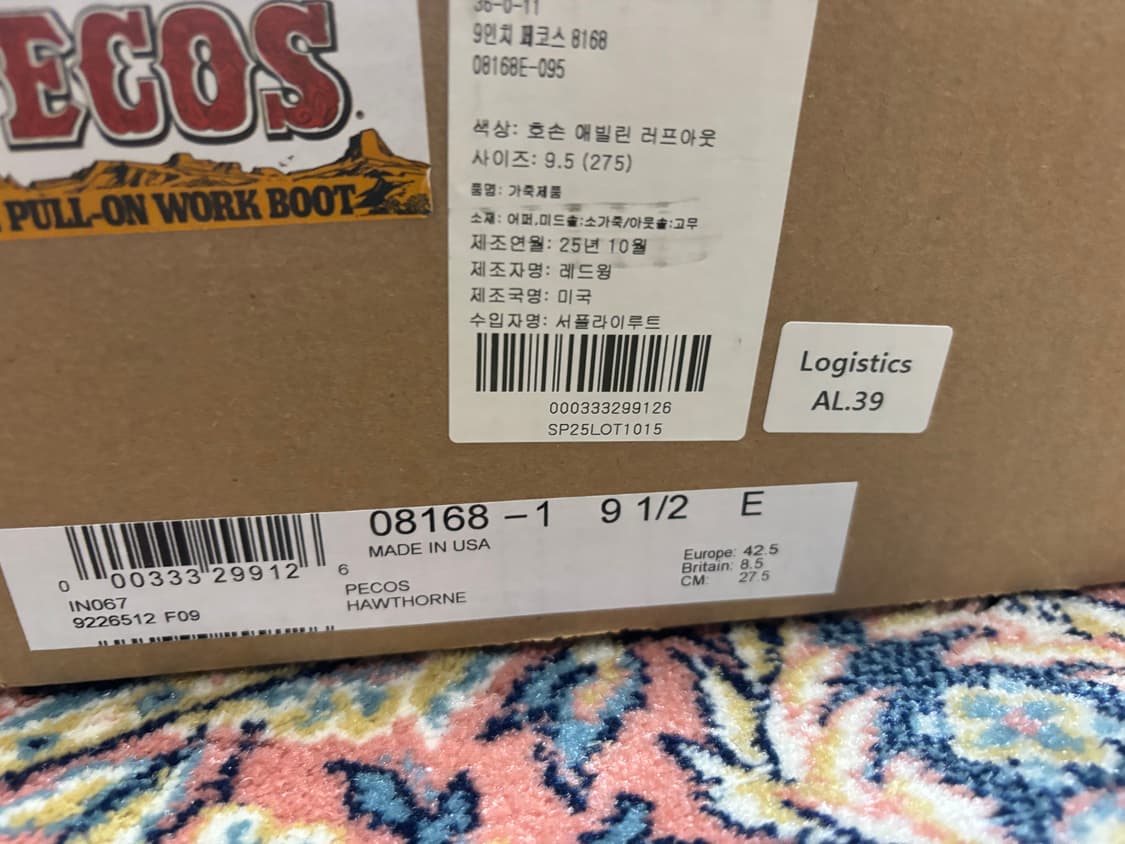 ECOS.
PULL-ON WORK BOOT
36-0-11
9인치 페코스 8168
08168E-095
색상: 호손 애빌린 러프아웃
사이즈: 9.5 (275)
품명: 가죽제품
소재: 어퍼,미드솔:소가죽/아웃솔:고무
제조연월: 25년 10월
제조자명: 레드윙
제조국명: 미국
수입자명: 서플라이루트
000333299126
SP25LOT1015
Logistics
AL.39
08168 – 1 9 1/2 E
MADE IN USA
0 00333 29912 6
IN067
9226512 F09
PECOS
HAWTHORNE
Europe: 42.5
Britain: 8.5
CM: 27.5